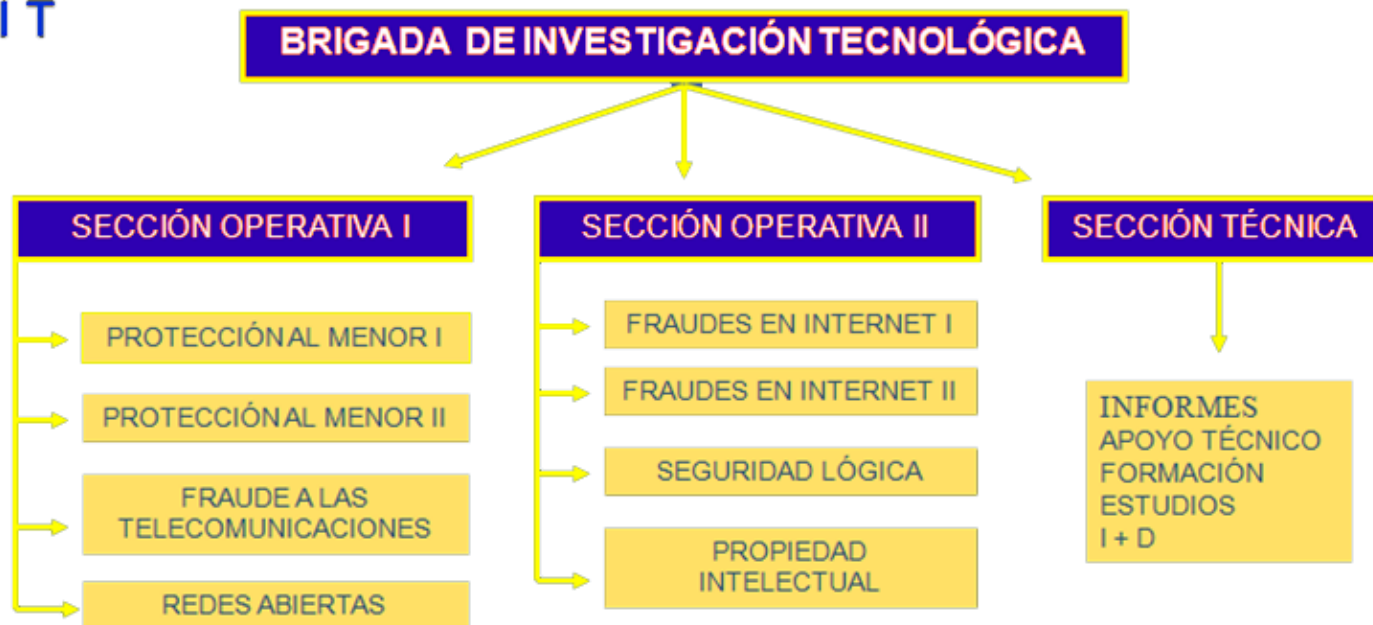 I T
BRIGADA DE INVESTIGACIÓN TECNOLÓGICA
SECCIÓN OPERATIVA I
PROTECCIÓN AL MENOR I
PROTECCIÓN AL MENOR II
FRAUDE A LAS
TELECOMUNICACIONES
REDES ABIERTAS
SECCIÓN OPERATIVA II
FRAUDES EN INTERNET I
FRAUDES EN INTERNET II
SEGURIDAD LÓGICA
PROPIEDAD
INTELECTUAL
SECCIÓN TÉCNICA
INFORMES
APOYO TÉCNICO
FORMACIÓN
ESTUDIOS
I + D